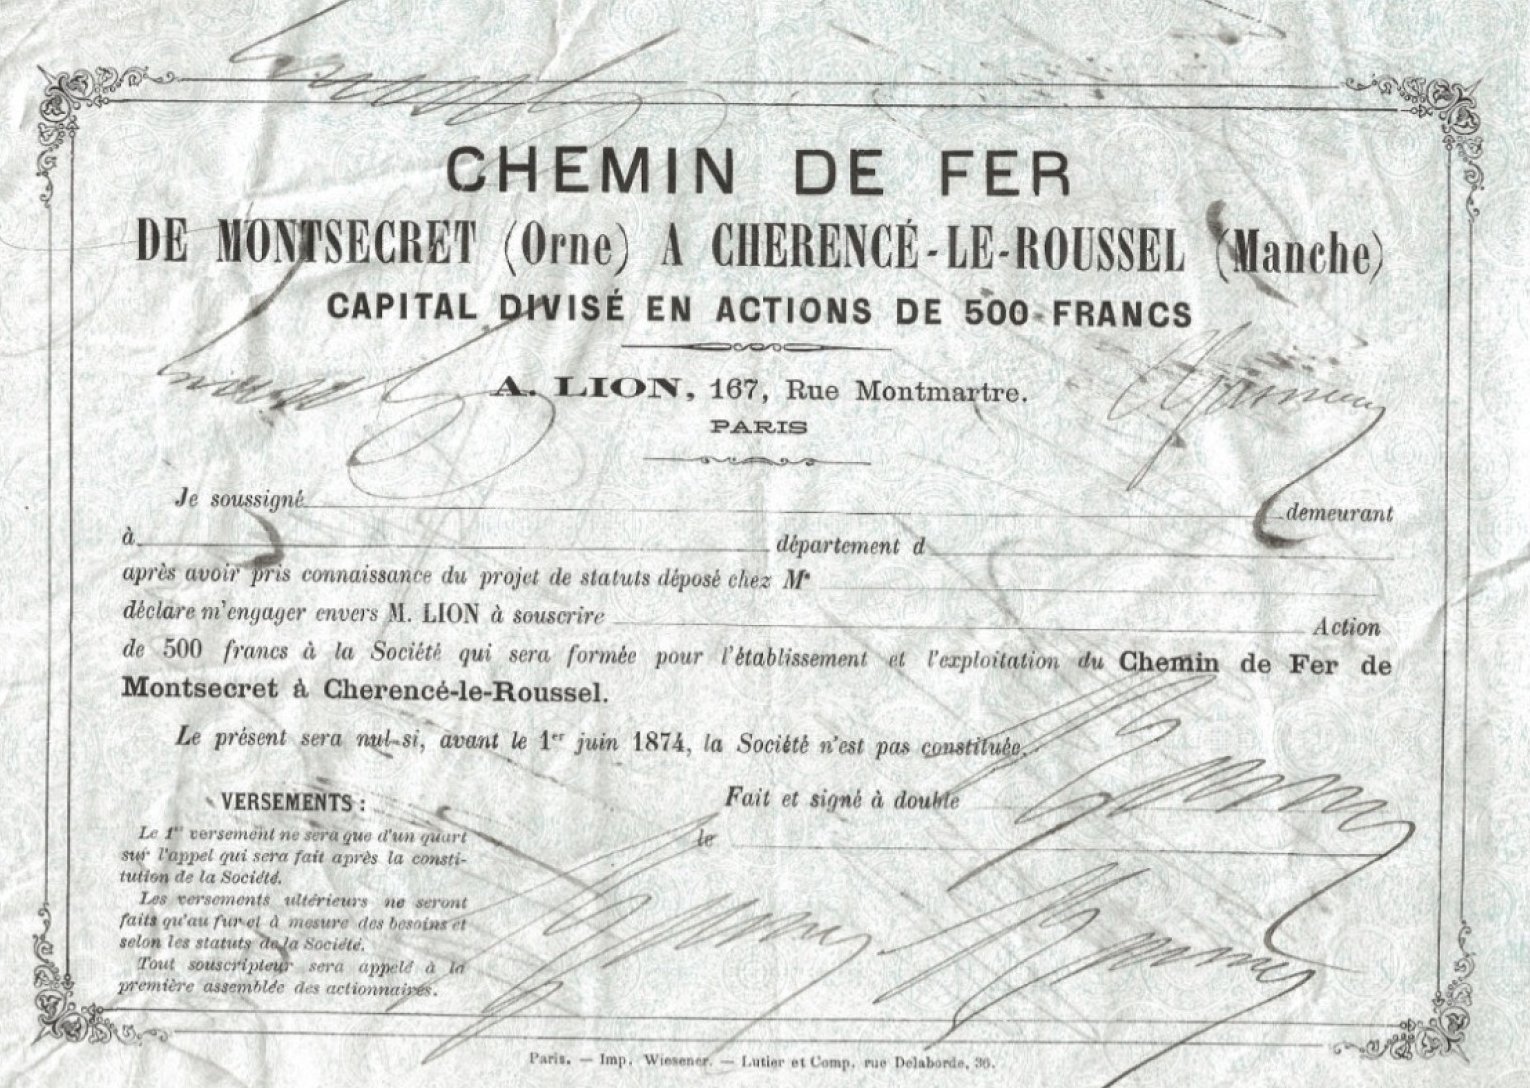 CHEMIN DE FER
DE MONTSECRET (Orne) A CHERENCÉ-LE-ROUSSEL (Manche)
CAPITAL DIVISÉ EN ACTIONS DE 500 FRANCS
A. LION, 167, Rue Montmartre.
PARIS
Je soussigné demeurant
à département d
après avoir pris connaissance du projet de statuts déposé chez Mᵉ
déclare m'engager envers M. LION à souscrire Action
de 500 francs à la Société qui sera formée pour l'établissement et l'exploitation du Chemin de Fer de
Montsecret à Cherencé-le-Roussel.
Le présent sera nul si, avant le 1er juin 1874, la Société n'est pas constituée.
VERSEMENTS :
Le 1er versement ne sera que d'un quart
sur l'appel qui sera fait après la consti-
tution de la Société.
Les versements ultérieurs ne seront
faits qu'au fur et à mesure des besoins et
selon les statuts de la Société.
Tout souscripteur sera appelé à la
première assemblée des actionnaires.
Fait et signé à double
le
Paris. — Imp. Wiesener. — Lutier et Comp. rue Delaborde, 36.